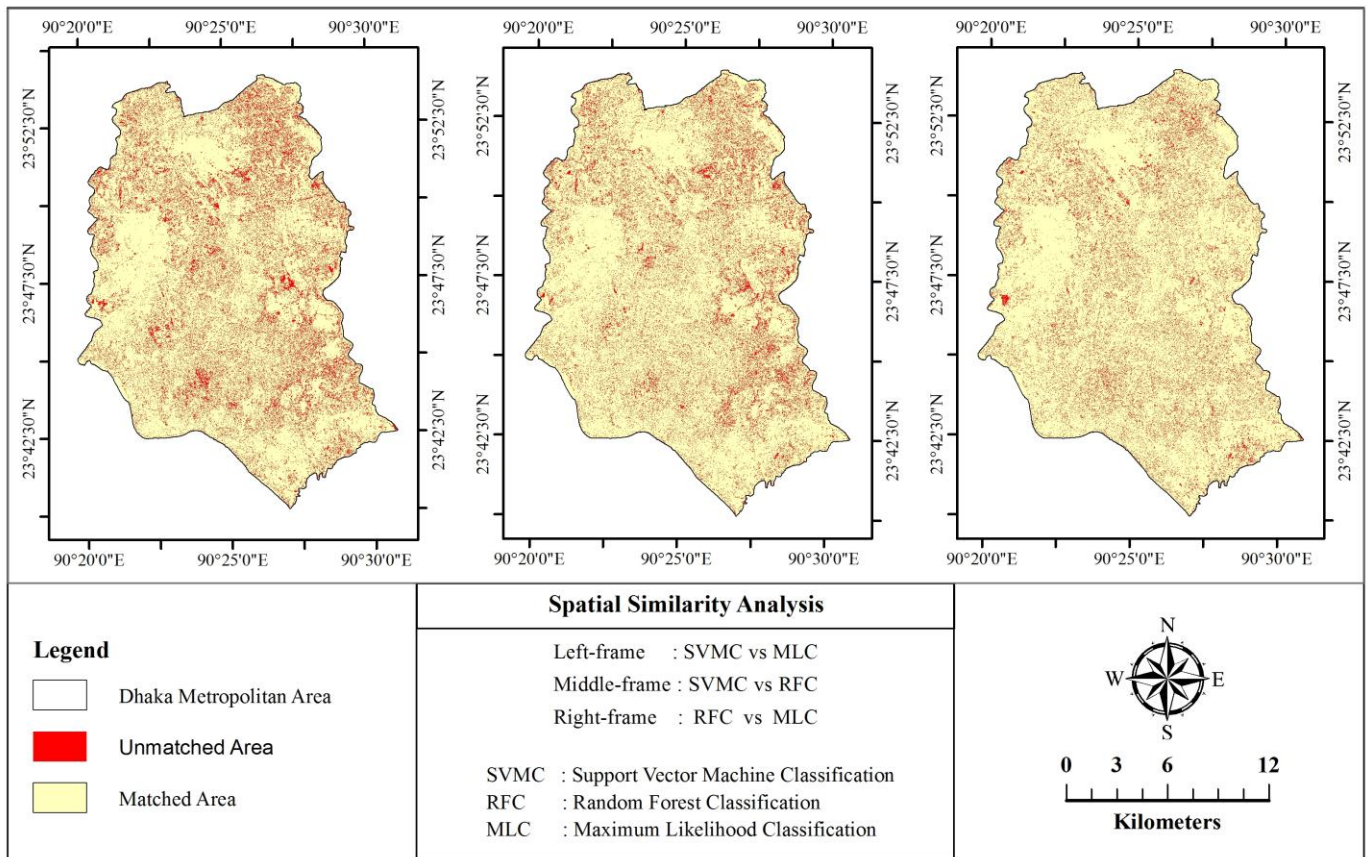 90°20'0"E 90°25'0"E 90°30'0"E 90°20'0"E 90°25'0"E 90°30'0"E 90°20'0"E 90°25'0"E 90°30'0"E
23°52'30"N 23°52'30"N 23°52'30"N 23°52'30"N 23°52'30"N 23°52'30"N
23°47'30"N 23°47'30"N 23°47'30"N 23°47'30"N 23°47'30"N 23°47'30"N
23°42'30"N 23°42'30"N 23°42'30"N 23°42'30"N 23°42'30"N 23°42'30"N
90°20'0"E 90°25'0"E 90°30'0"E 90°20'0"E 90°25'0"E 90°30'0"E 90°20'0"E 90°25'0"E 90°30'0"E
Legend
Dhaka Metropolitan Area
Unmatched Area
Matched Area
Spatial Similarity Analysis
Left-frame : SVMC vs MLC
Middle-frame : SVMC vs RFC
Right-frame : RFC vs MLC
SVMC : Support Vector Machine Classification
RFC : Random Forest Classification
MLC : Maximum Likelihood Classification
N
W E
S
0 3 6 12
Kilometers